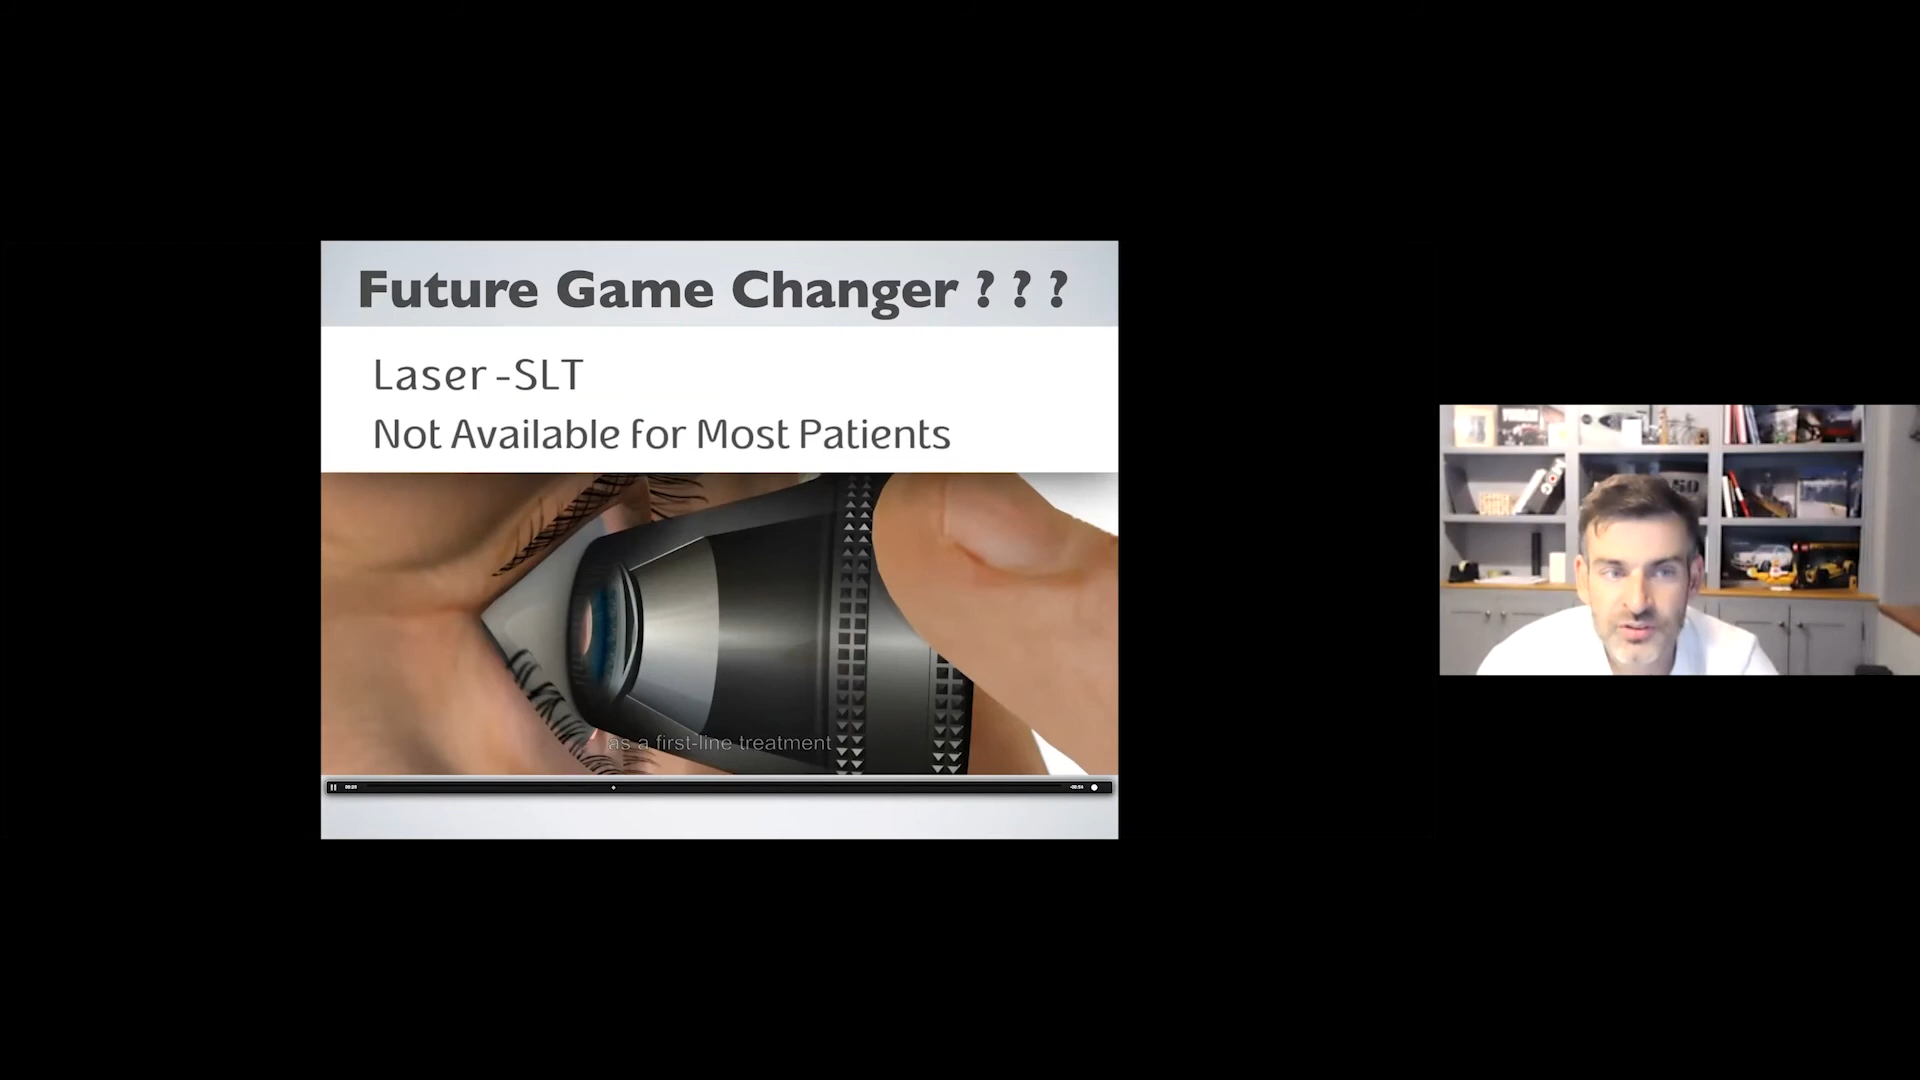 Future Game Changer ? ? ?
Laser -SLT
Not Available for Most Patients
as a first-line treatment